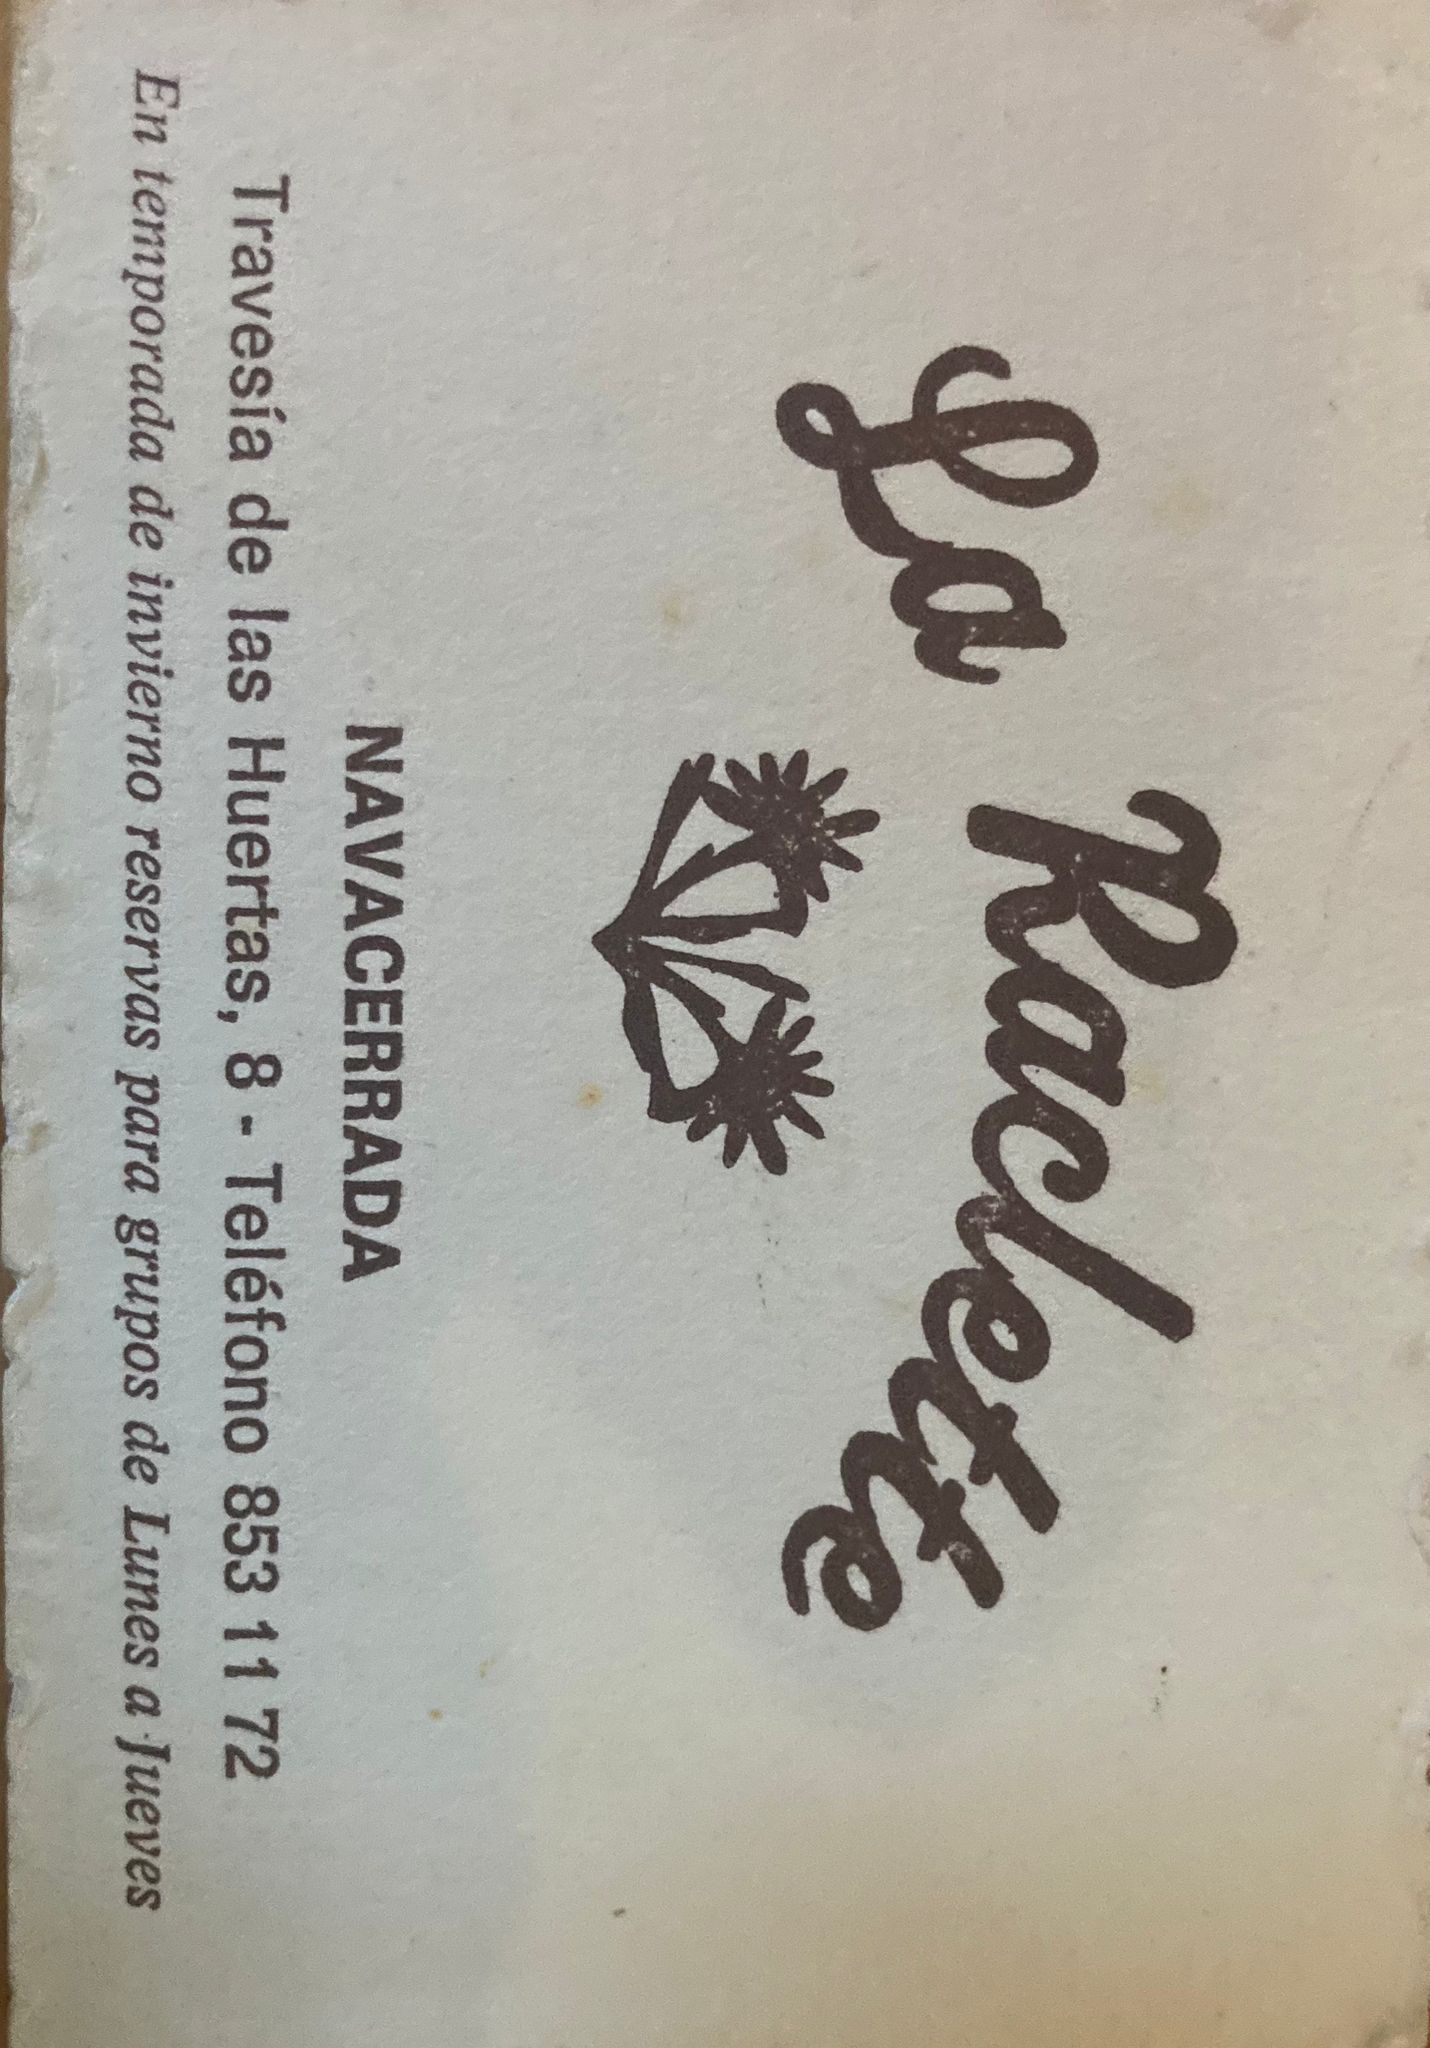 La Raclette
NAVACERRADA
Travesía de las Huertas, 8 - Teléfono 853 11 72
En temporada de invierno reservas para grupos de Lunes a Jueves